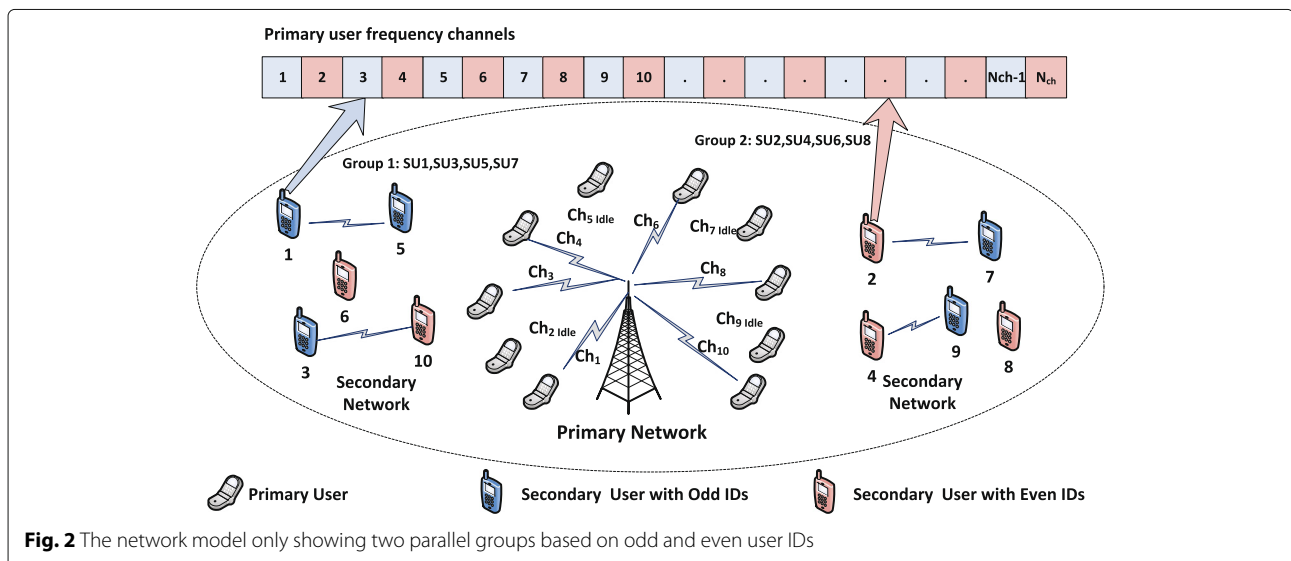 Primary user frequency channels
1 2 3 4 5 6 7 8 9 10 . . . . . . . . Nch-1 Nch
Group 1: SU1,SU3,SU5,SU7
Group 2: SU2,SU4,SU6,SU8
Ch5 Idle
Ch6
Ch7 Idle
Ch4
Ch3
Ch8
Ch2 Idle
Ch9 Idle
Ch1
Ch10
1
5
6
3
10
2
7
4
9
8
Secondary
Network
Secondary
Network
Primary Network
Primary User
Secondary User with Odd IDs
Secondary User with Even IDs
Fig. 2 The network model only showing two parallel groups based on odd and even user IDs